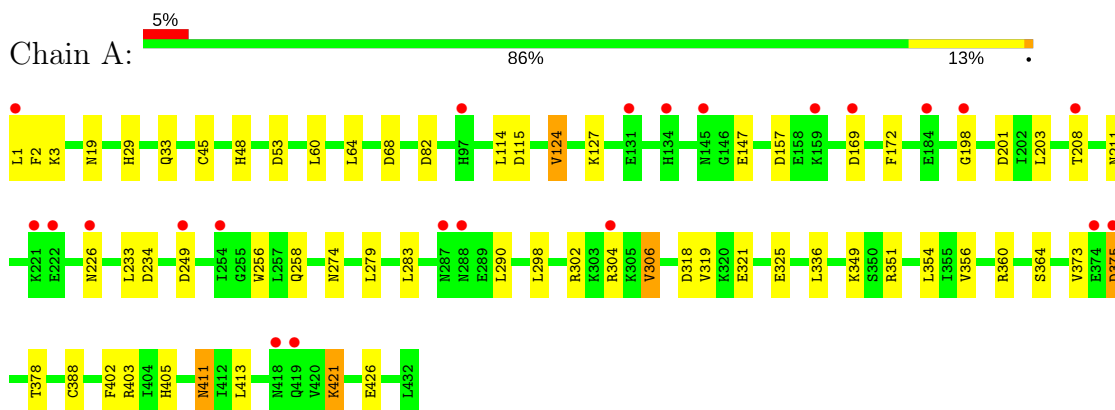 5%
Chain A:
86% 13% •
L1 F2 K3 N19 H29 Q33 C45 H48 D53 L60 L64 D68 D82 H97 L114 D115 V124 K127 E131 H134 N145 G146 E147 D157 E158 K159 D169 F172 E184 G198 D201 I202 L203 T208 N211
K221 E222 N226 L233 D234 D249 I254 G255 W256 L257 Q258 N274 L279 L283 N287 N288 E289 L290 L298 R302 K303 R304 K305 V306 D318 V319 K320 E321 E325 L336 K349 S350 R351 L354 I355 V356 R360 S364 V373 E374 D375
T378 C388 F402 R403 I404 H405 N411 I412 L413 N418 Q419 V420 K421 E426 L432